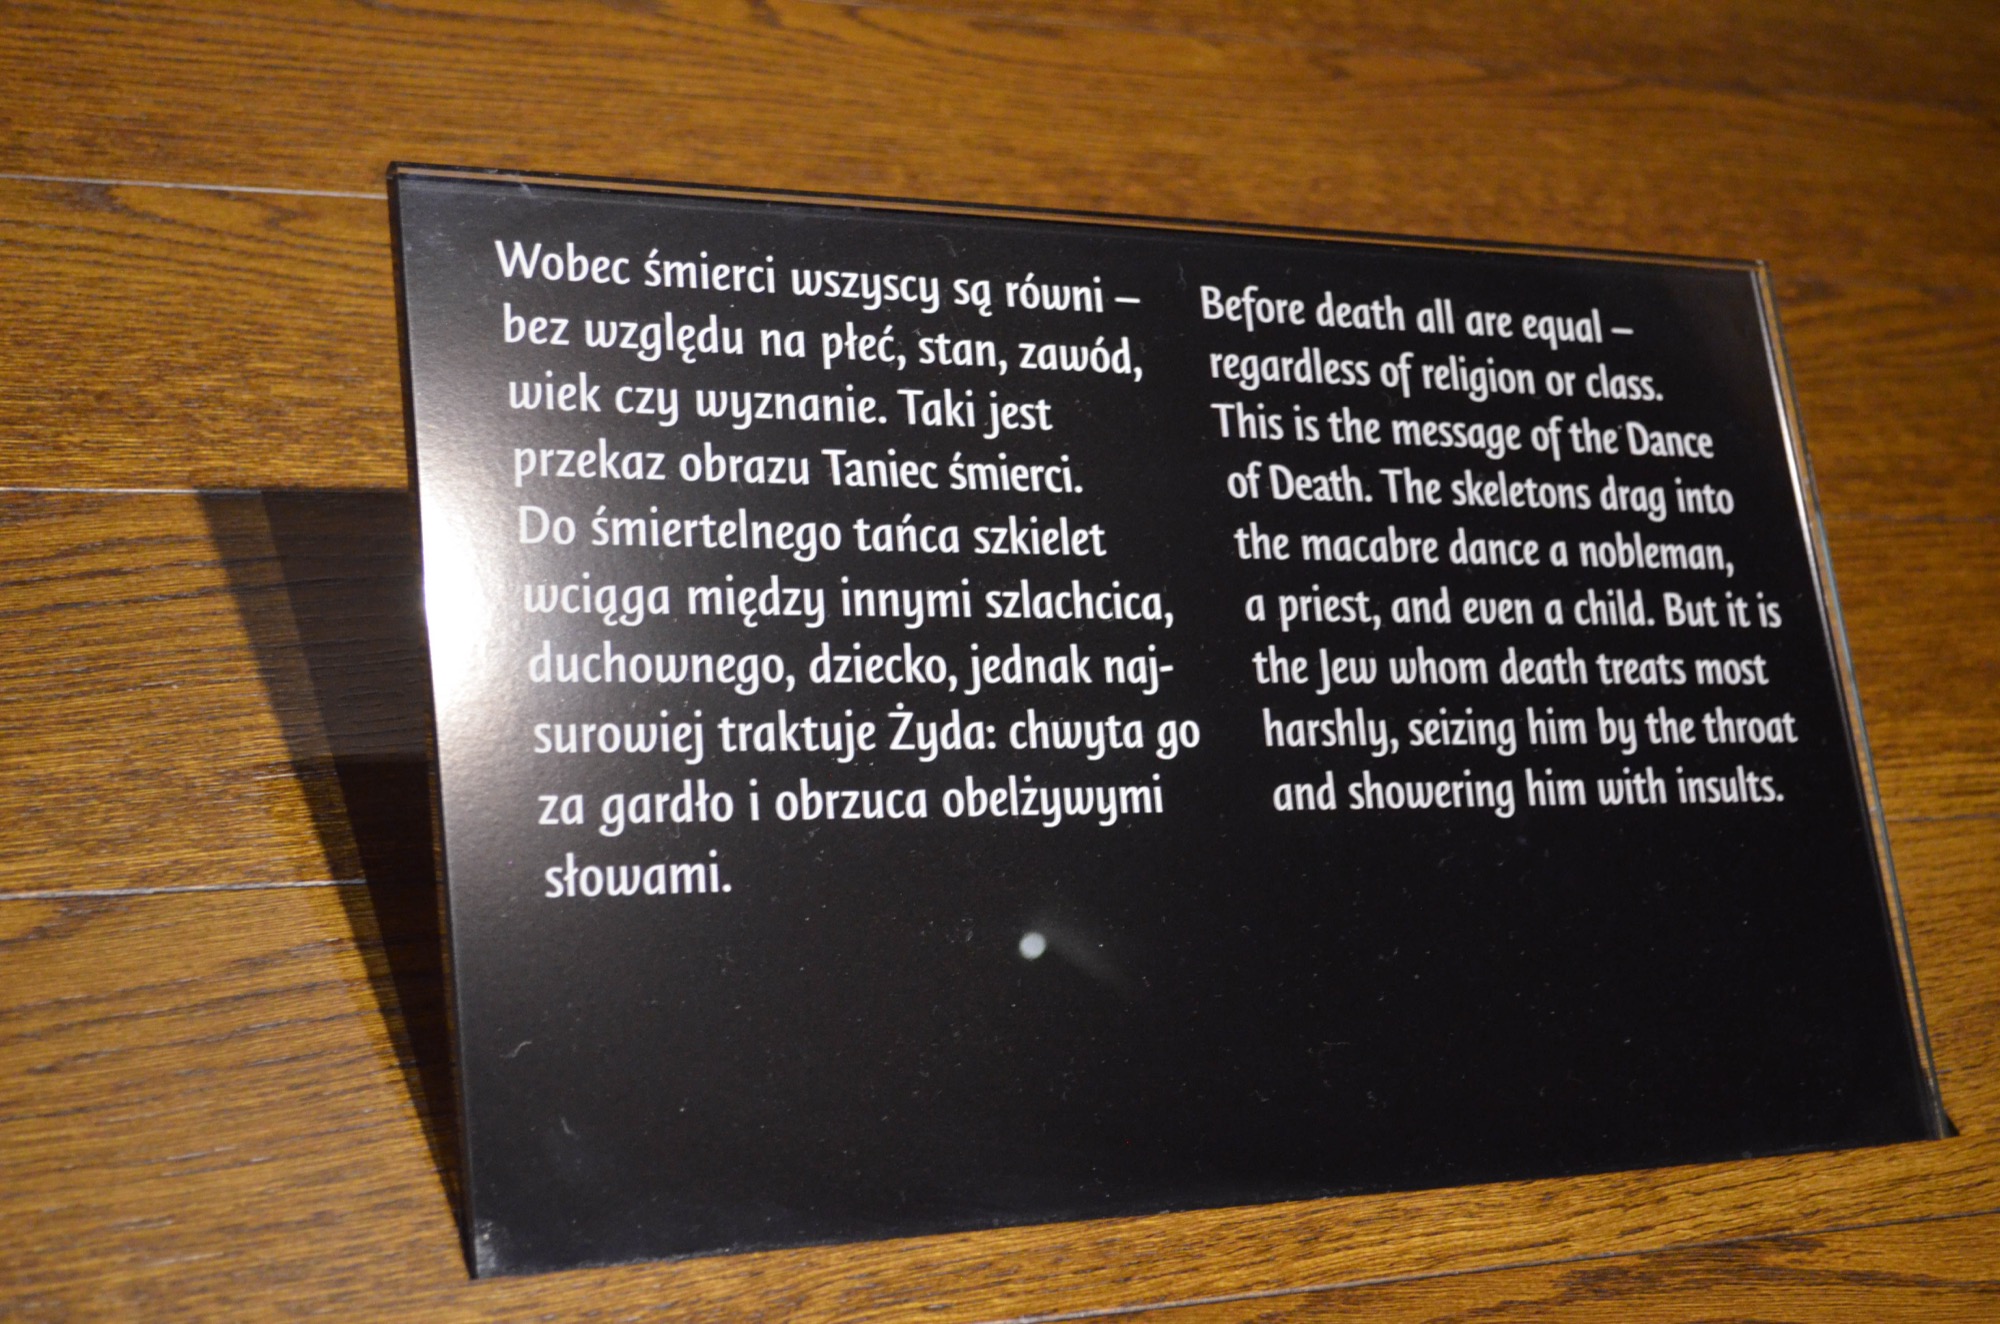 Wobec śmierci wszyscy są równi –
bez względu na płeć, stan, zawód,
wiek czy wyznanie. Taki jest
przekaz obrazu Taniec śmierci.
Do śmiertelnego tańca szkielet
wciąga między innymi szlachcica,
duchownego, dziecko, jednak naj-
surowiej traktuje Żyda: chwyta go
za gardło i obrzuca obelżywymi
słowami.
Before death all are equal –
regardless of religion or class.
This is the message of the Dance
of Death. The skeletons drag into
the macabre dance a nobleman,
a priest, and even a child. But it is
the Jew whom death treats most
harshly, seizing him by the throat
and showering him with insults.